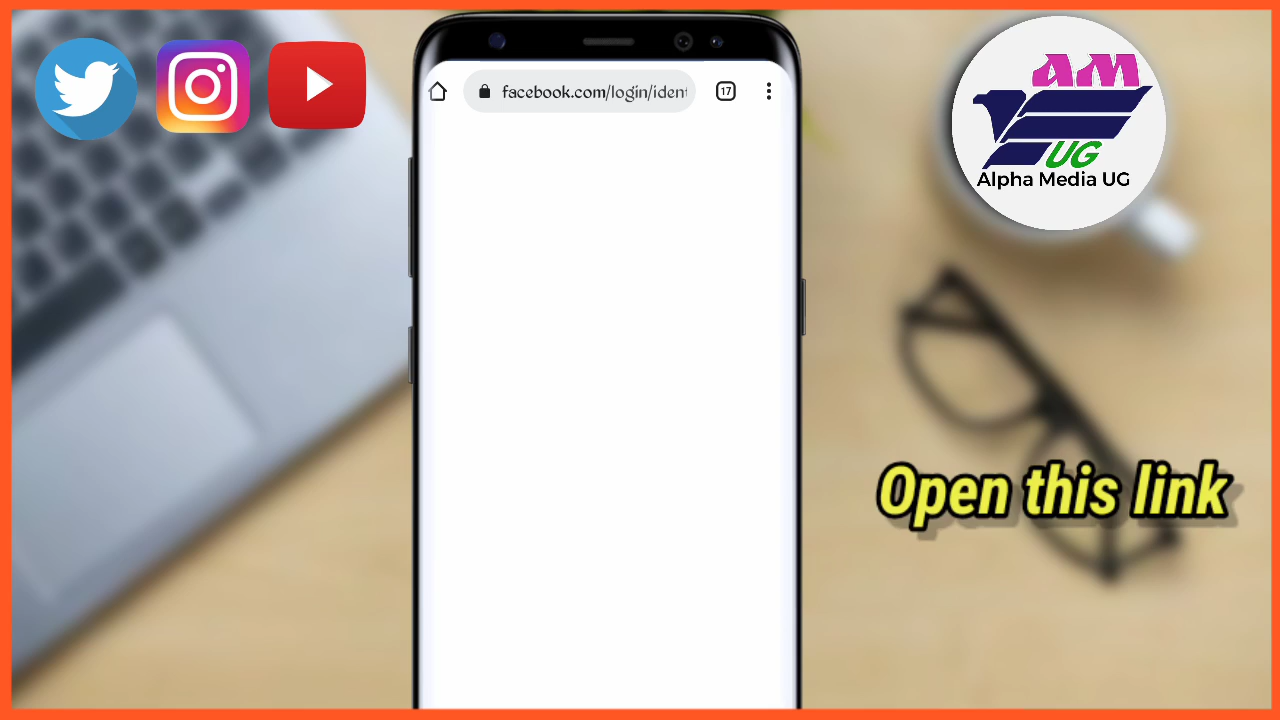 facebook.com/login/ident
17
AM
UG
Alpha Media UG
Open this link